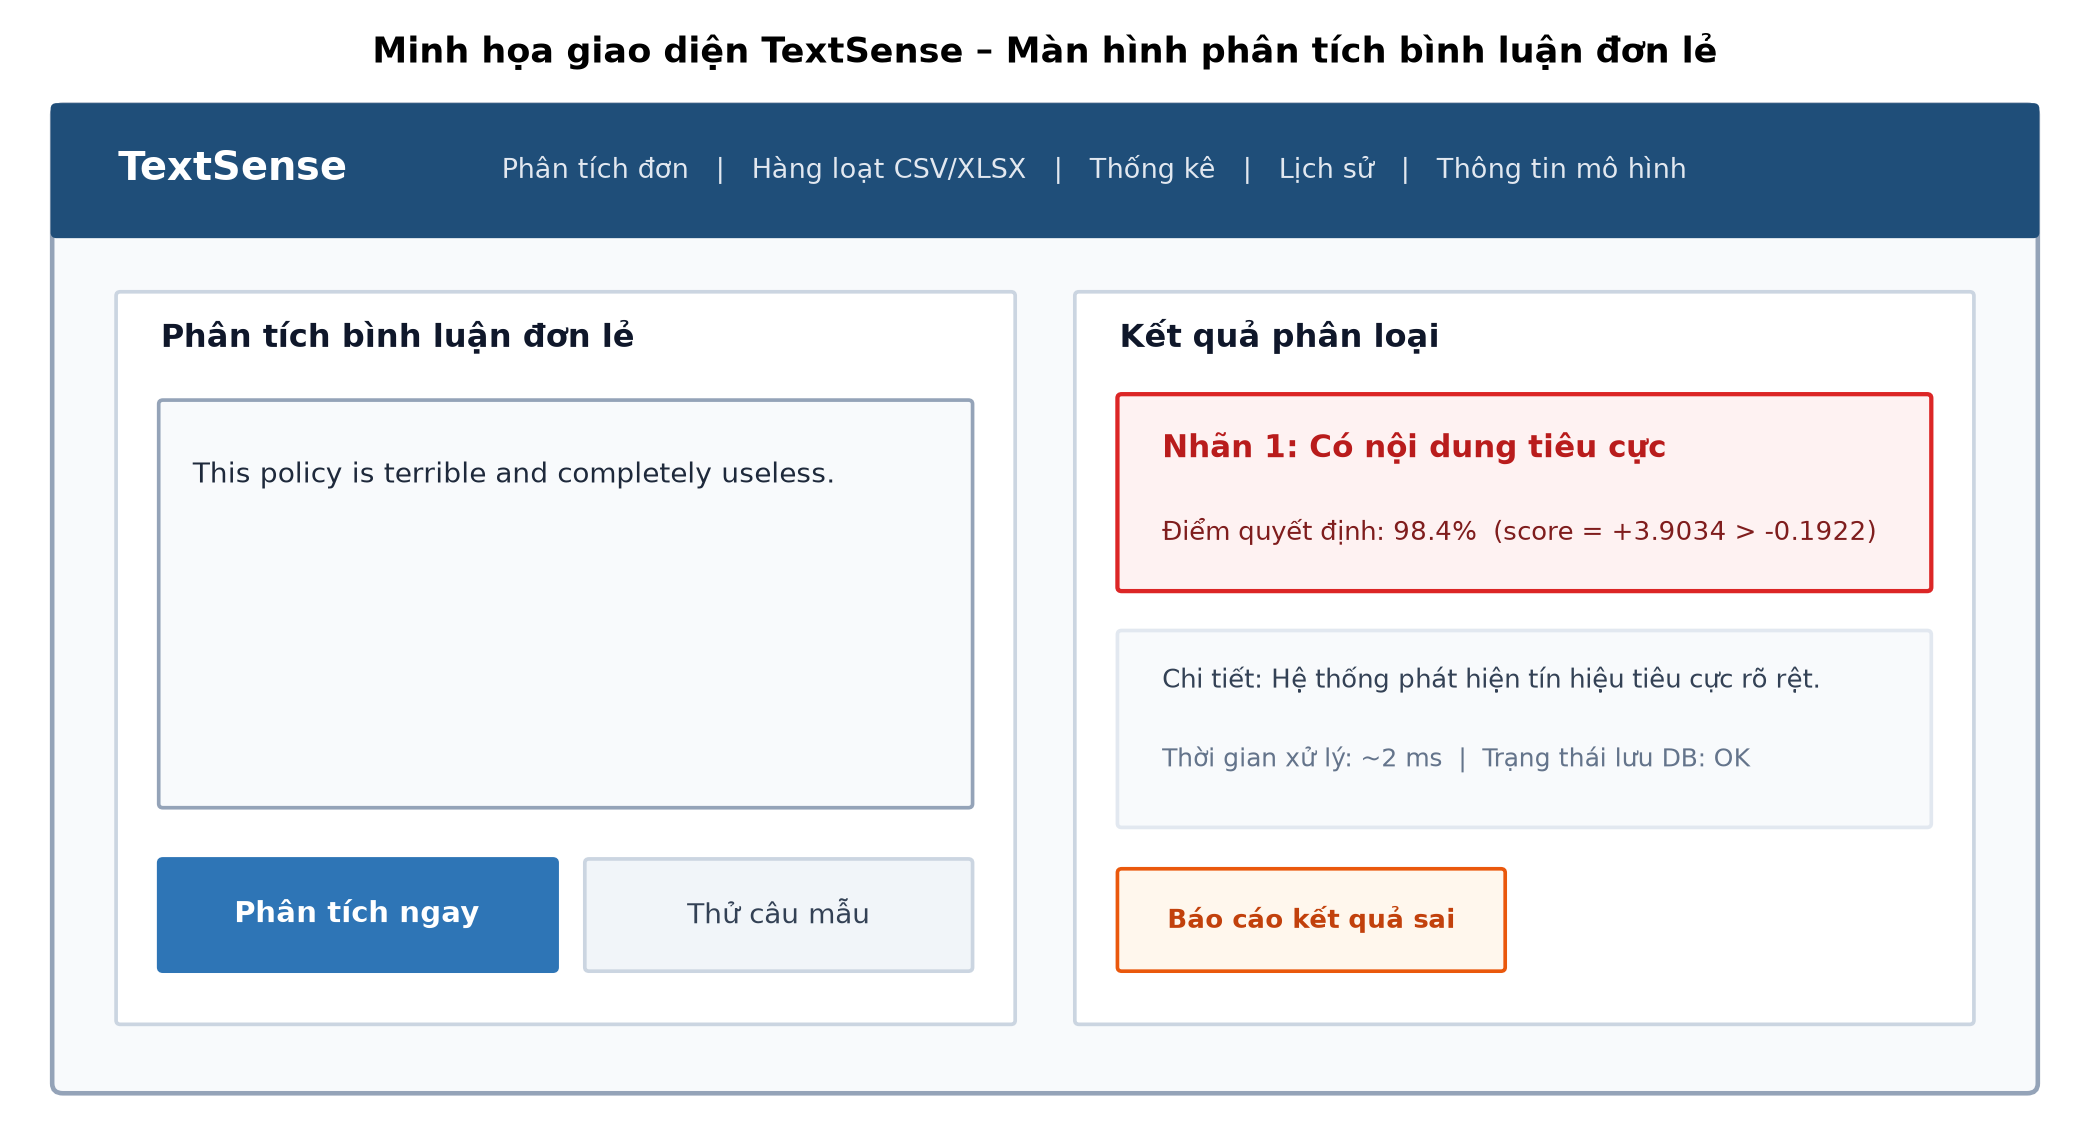 Minh họa giao diện TextSense – Màn hình phân tích bình luận đơn lẻ
TextSense
Phân tích đơn | Hàng loạt CSV/XLSX | Thống kê | Lịch sử | Thông tin mô hình
Phân tích bình luận đơn lẻ
This policy is terrible and completely useless.
Phân tích ngay
Thử câu mẫu
Kết quả phân loại
Nhãn 1: Có nội dung tiêu cực
Điểm quyết định: 98.4% (score = +3.9034 > -0.1922)
Chi tiết: Hệ thống phát hiện tín hiệu tiêu cực rõ rệt.
Thời gian xử lý: ~2 ms | Trạng thái lưu DB: OK
Báo cáo kết quả sai